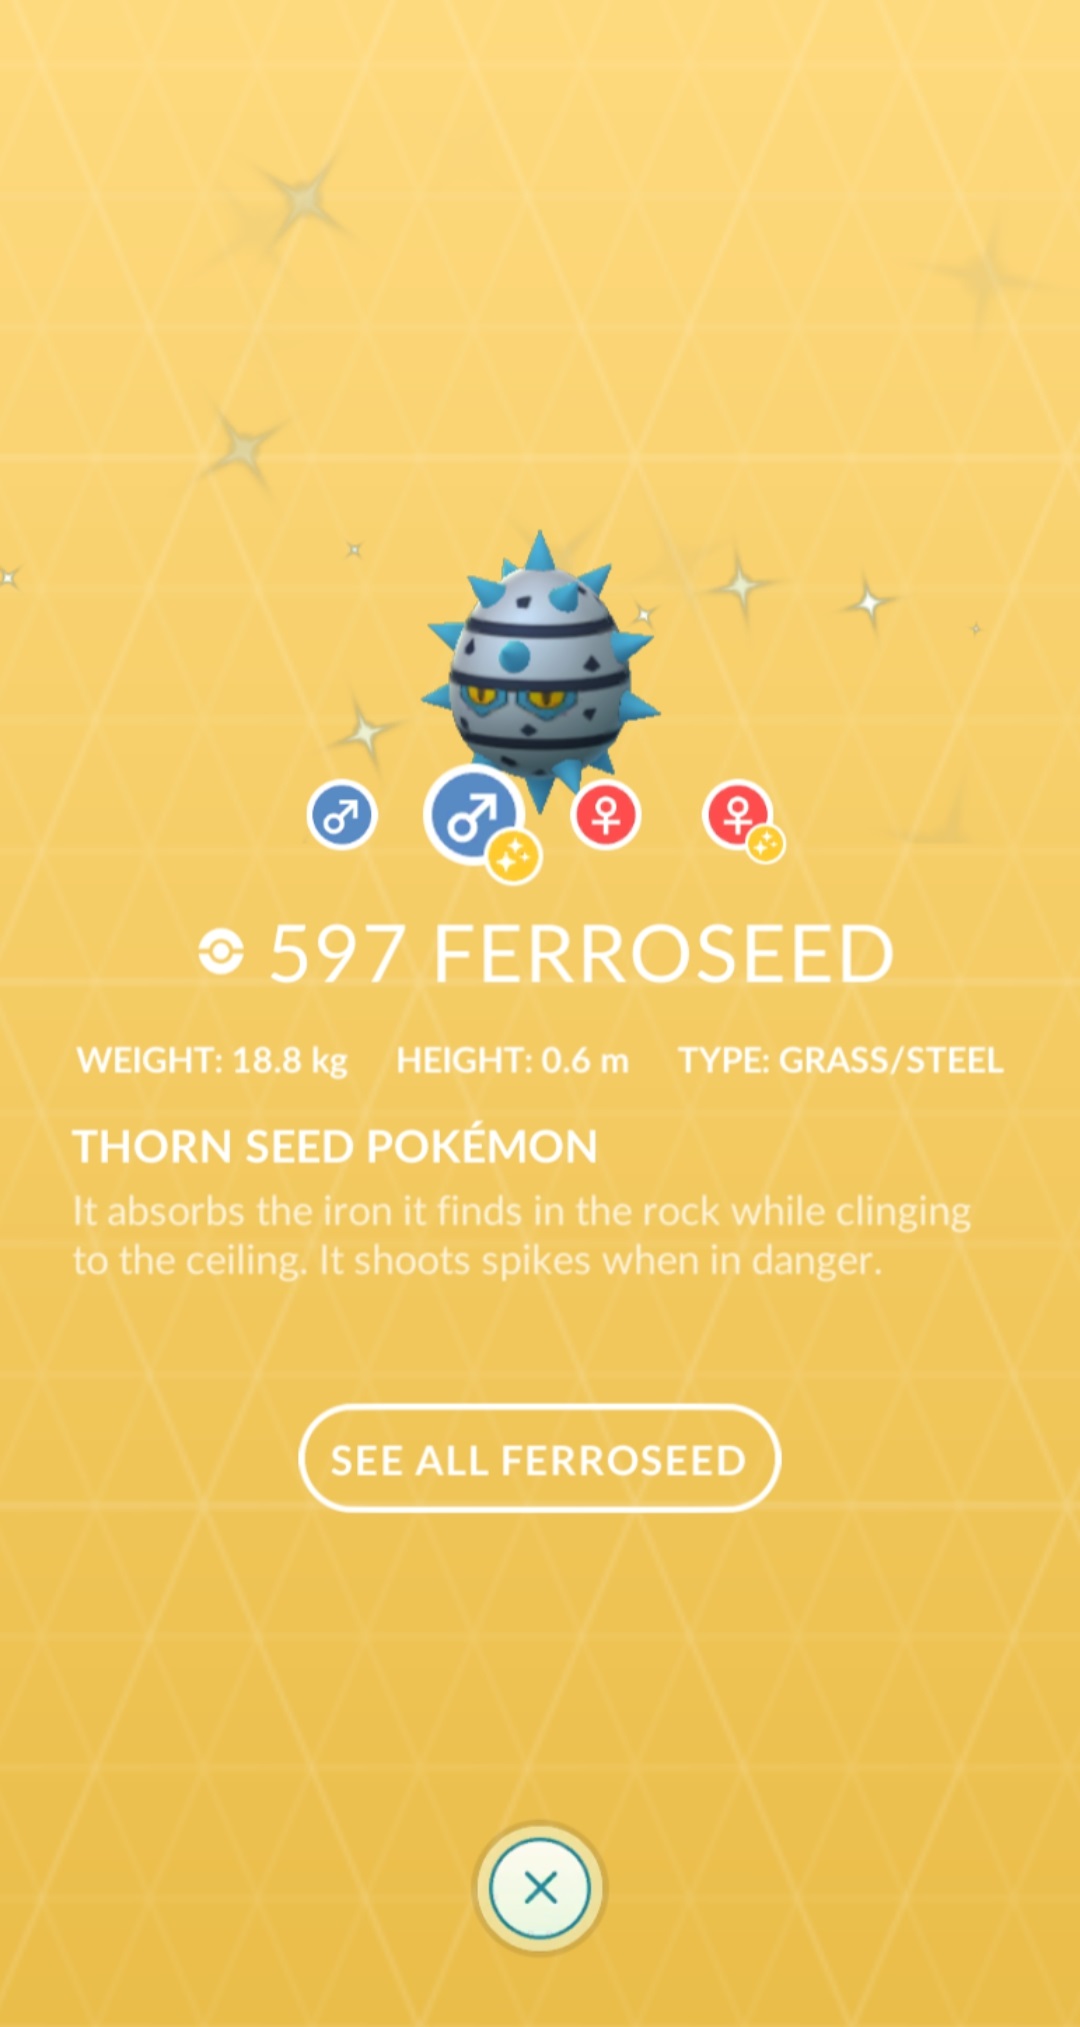 597 FERROSEED
WEIGHT: 18.8 kg HEIGHT: 0.6 m TYPE: GRASS/STEEL
THORN SEED POKÉMON
It absorbs the iron it finds in the rock while clinging
to the ceiling. It shoots spikes when in danger.
SEE ALL FERROSEED